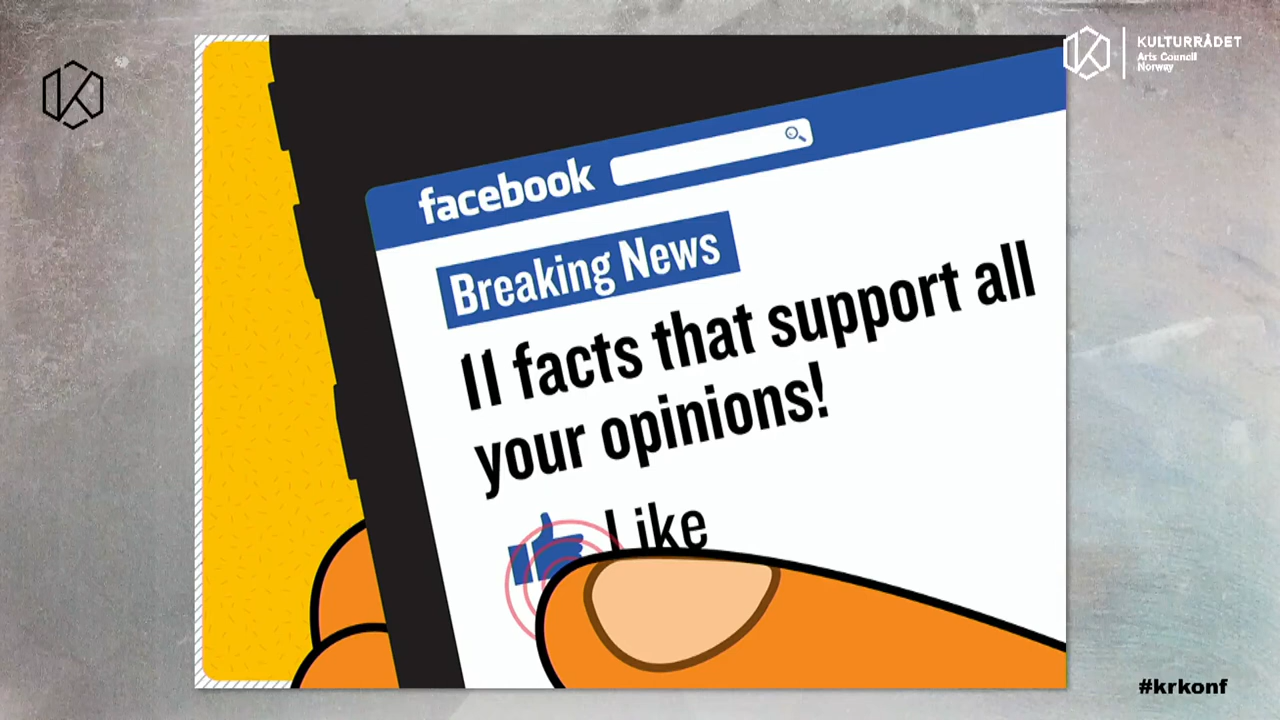 KULTURRÅDET
Arts Council
Norway
facebook
Breaking News
11 facts that support all
your opinions!
Like
#krkonf